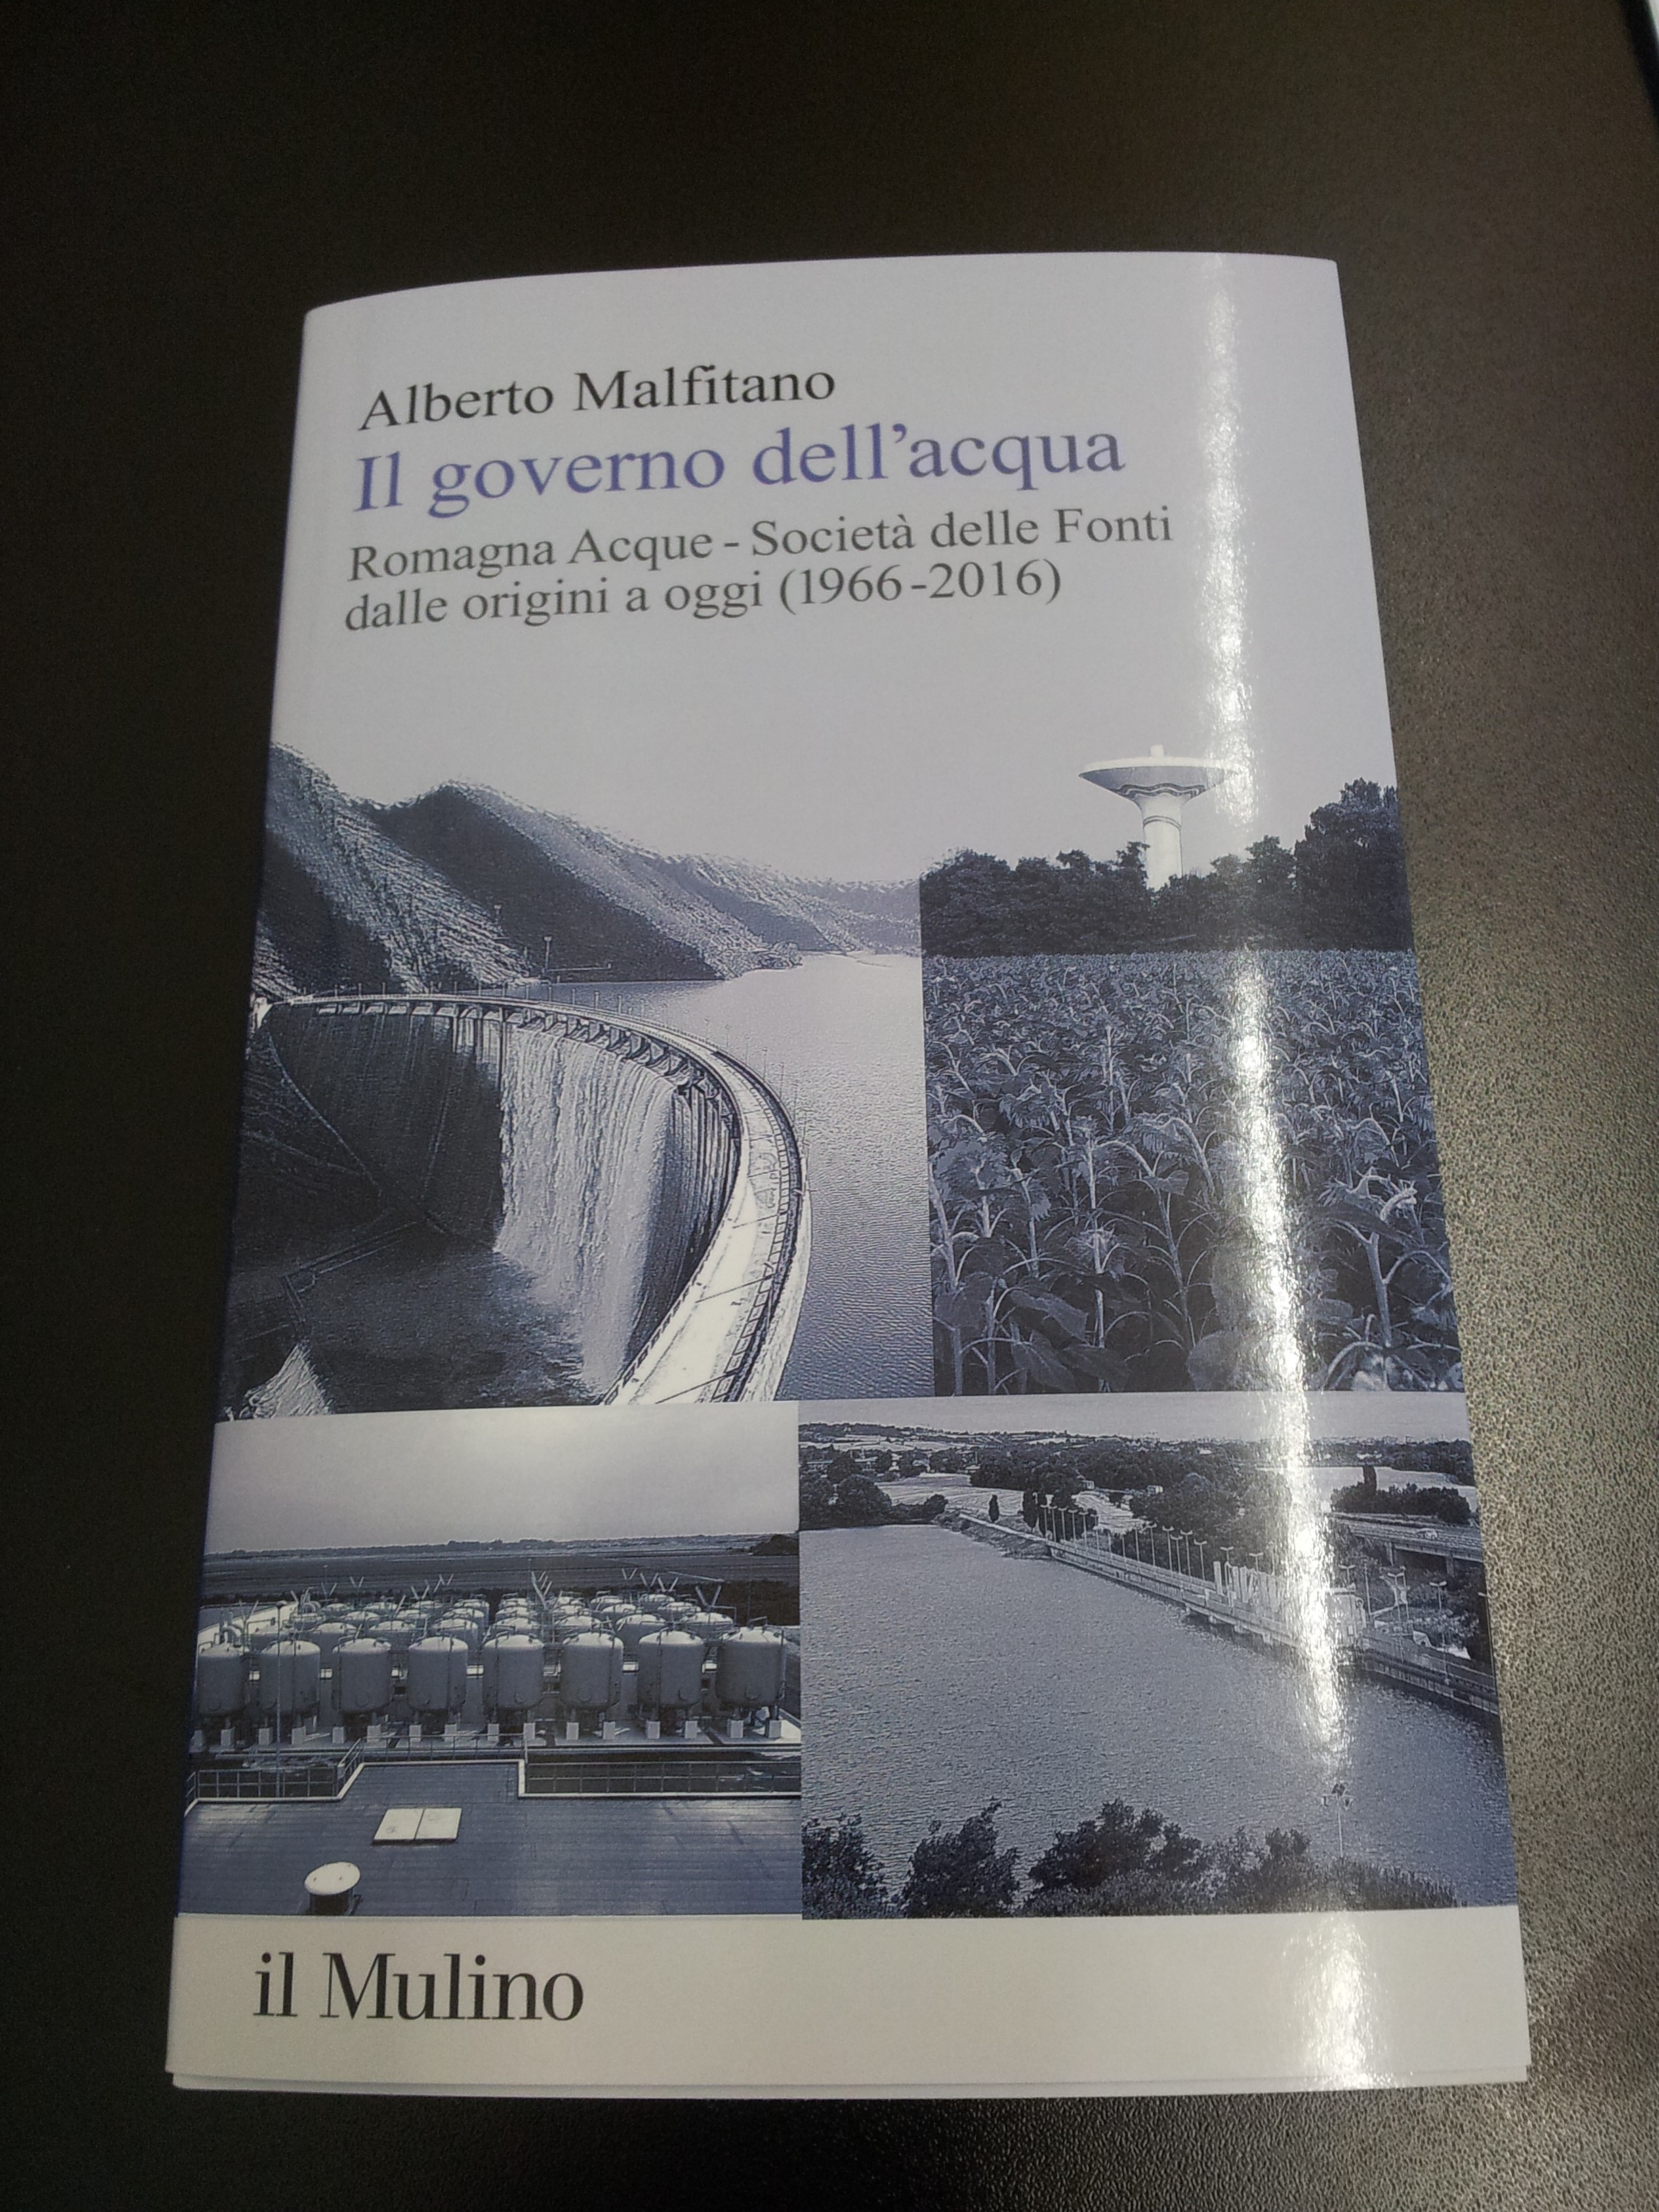 Alberto Malfitano
Il governo dell’acqua
Romagna Acque - Società delle Fonti
dalle origini a oggi (1966-2016)
il Mulino